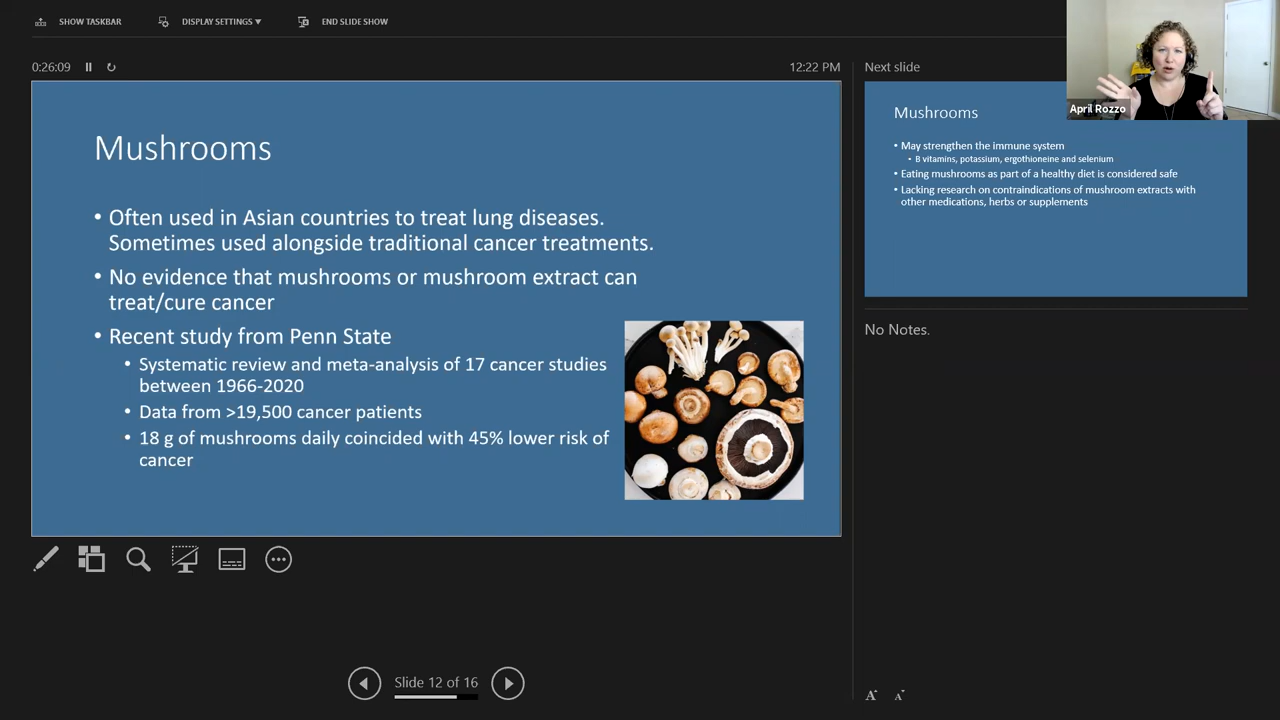 SHOW TASKBAR
DISPLAY SETTINGS ▼
END SLIDE SHOW
0:26:09
12:22 PM
Mushrooms
• Often used in Asian countries to treat lung diseases.
Sometimes used alongside traditional cancer treatments.
• No evidence that mushrooms or mushroom extract can
treat/cure cancer
• Recent study from Penn State
• Systematic review and meta-analysis of 17 cancer studies
between 1966-2020
• Data from >19,500 cancer patients
• 18 g of mushrooms daily coincided with 45% lower risk of
cancer
Slide 12 of 16
Next slide
April Rozzo
Mushrooms
• May strengthen the immune system
• B vitamins, potassium, ergothioneine and selenium
• Eating mushrooms as part of a healthy diet is considered safe
• Lacking research on contraindications of mushroom extracts with
other medications, herbs or supplements
No Notes.
A A